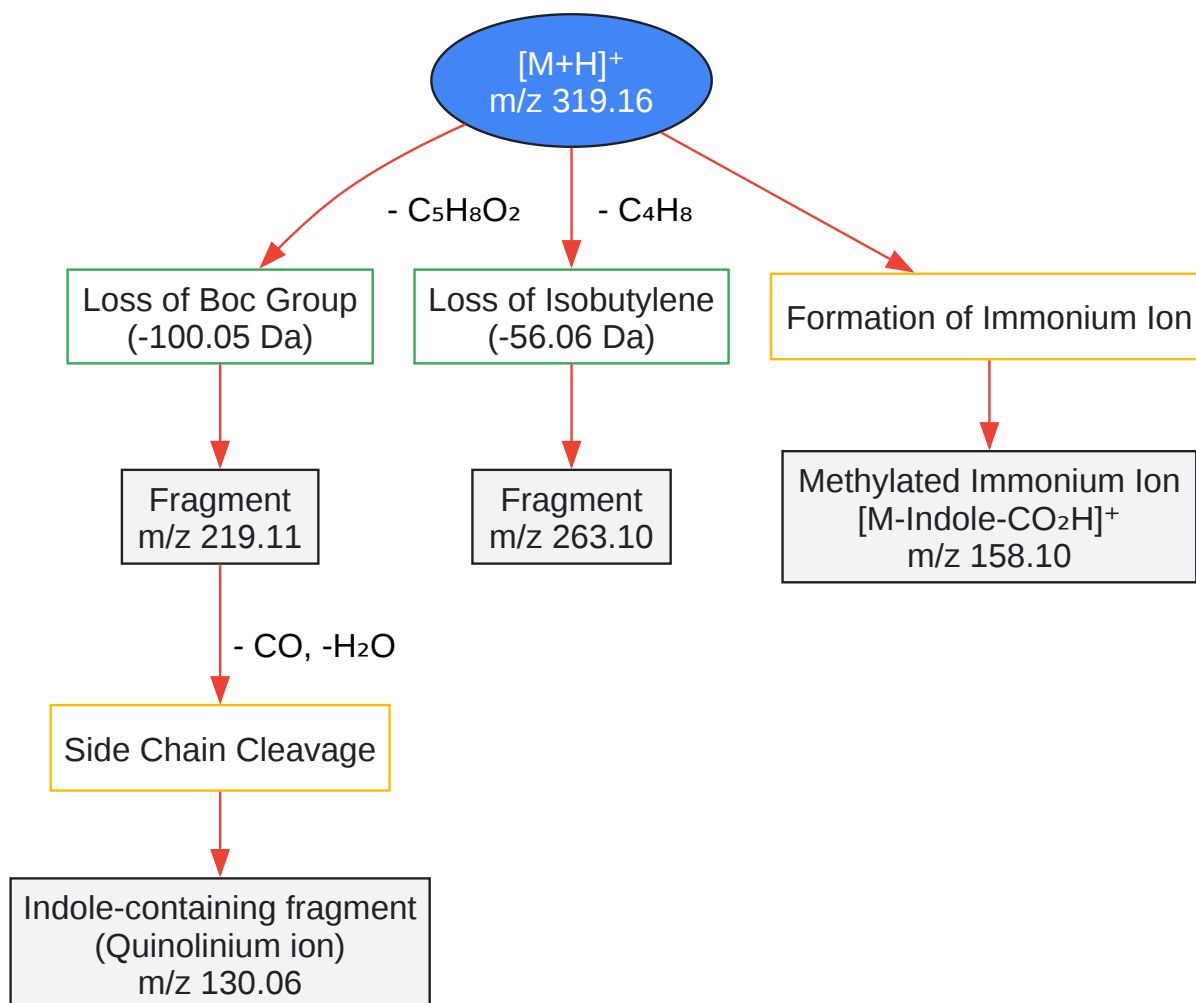 [M+H]⁺
m/z 319.16
- C₅H₈O₂
- C₄H₈
Loss of Boc Group
(-100.05 Da)
Loss of Isobutylene
(-56.06 Da)
Formation of Immonium Ion
Fragment
m/z 219.11
Fragment
m/z 263.10
Methylated Immonium Ion
[M-Indole-CO₂H]⁺
m/z 158.10
- CO, -H₂O
Side Chain Cleavage
Indole-containing fragment
(Quinolinium ion)
m/z 130.06